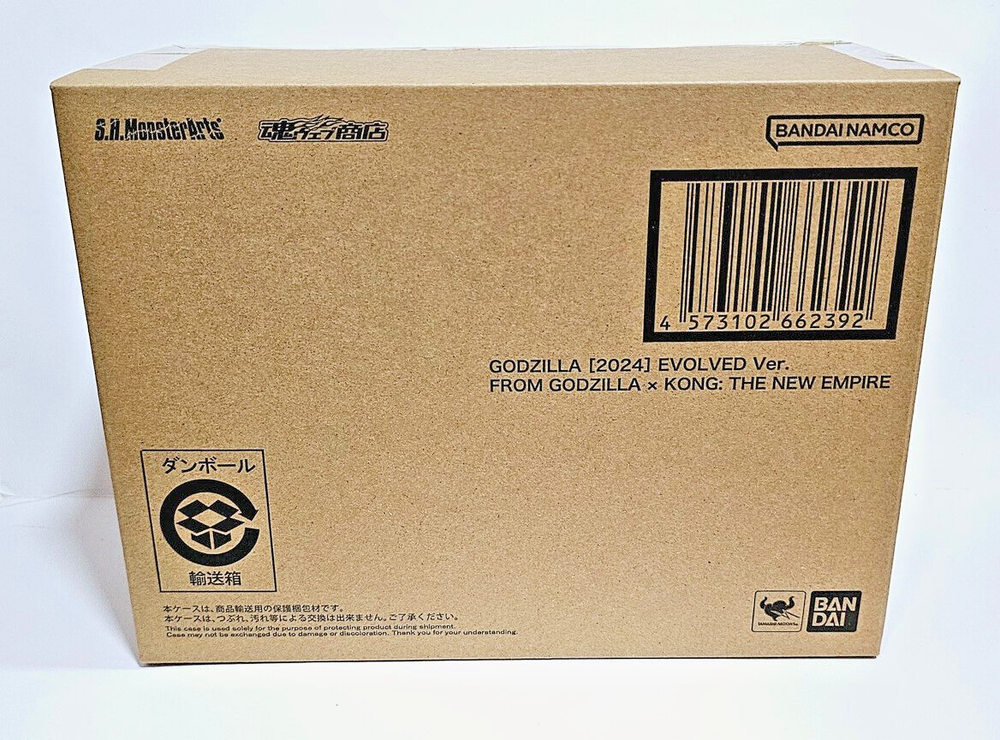 S.H.MonsterArts
魂ウェブ商店
BANDAI NAMCO
4 573102 662392
GODZILLA [2024] EVOLVED Ver.
FROM GODZILLA × KONG: THE NEW EMPIRE
ダンボール
輸送箱
本ケースは、商品輸送用の保護梱包材です。
本ケースは、つぶれ、汚れ等による交換は出来ません。ご了承ください。
This case is used solely for the purpose of protecting product during shipment.
Case may not be exchanged due to damage or discoloration. Thank you for your understanding.
TAMASHII NATIONS
BAN
DAI